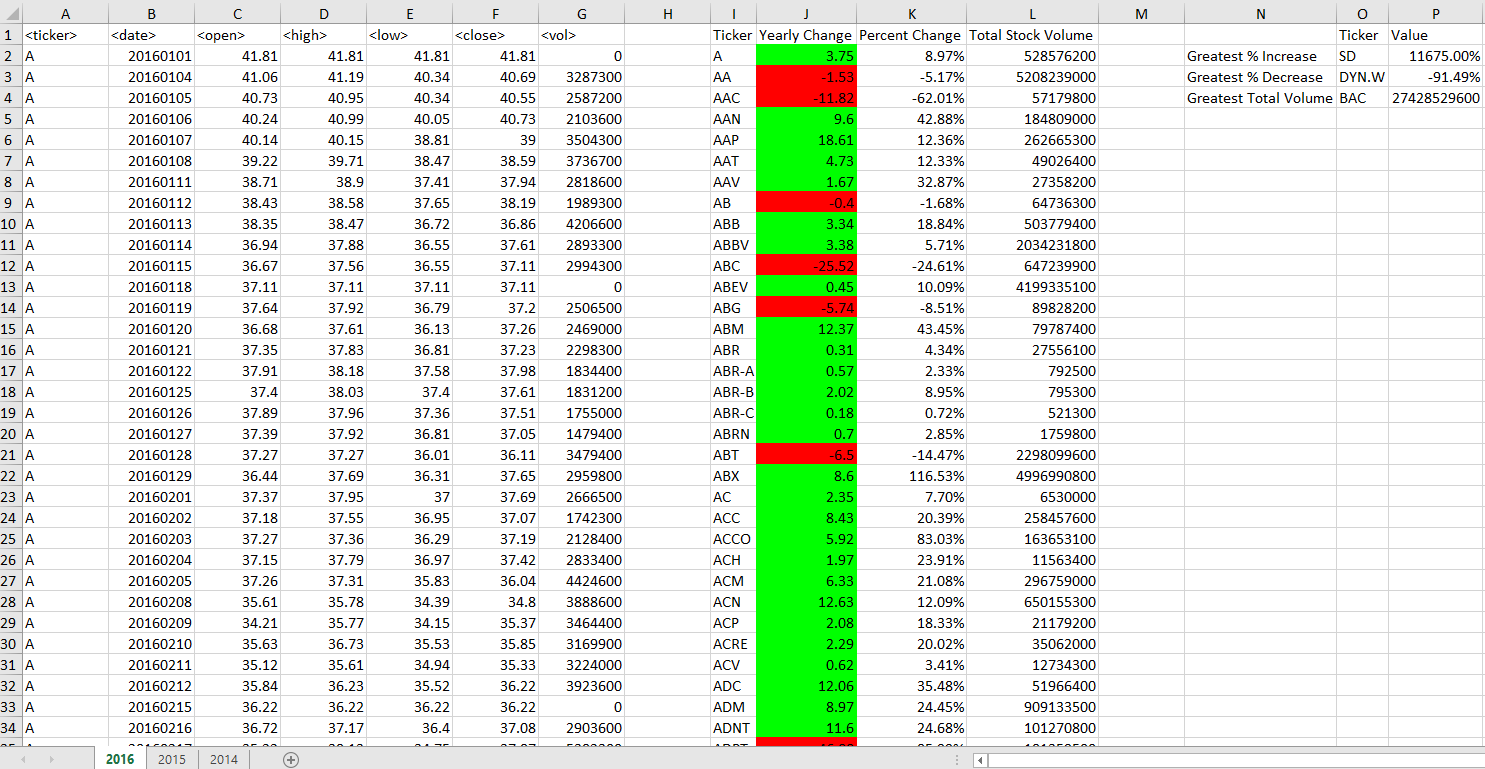 A B C D E F G H I J K L M N O P
1 <ticker> <date> <open> <high> <low> <close> <vol> Ticker Yearly Change Percent Change Total Stock Volume Ticker Value
2 A 20160101 41.81 41.81 41.81 41.81 0 A 3.75 8.97% 528576200 Greatest % Increase SD 11675.00%
3 A 20160104 41.06 41.19 40.34 40.69 3287300 AA -1.53 -5.17% 5208239000 Greatest % Decrease DYN.W -91.49%
4 A 20160105 40.73 40.95 40.34 40.55 2587200 AAC -11.82 -62.01% 57179800 Greatest Total Volume BAC 27428529600
5 A 20160106 40.24 40.99 40.05 40.73 2103600 AAN 9.6 42.88% 184809000
6 A 20160107 40.14 40.15 38.81 39 3504300 AAP 18.61 12.36% 262665300
7 A 20160108 39.22 39.71 38.47 38.59 3736700 AAT 4.73 12.33% 49026400
8 A 20160111 38.71 38.9 37.41 37.94 2818600 AAV 1.67 32.87% 27358200
9 A 20160112 38.43 38.58 37.65 38.19 1989300 AB -0.4 -1.68% 64736300
10 A 20160113 38.35 38.47 36.72 36.86 4206600 ABB 3.34 18.84% 503779400
11 A 20160114 36.94 37.88 36.55 37.61 2893300 ABBV 3.38 5.71% 2034231800
12 A 20160115 36.67 37.56 36.55 37.11 2994300 ABC -25.52 -24.61% 647239900
13 A 20160118 37.11 37.11 37.11 37.11 0 ABEV 0.45 10.09% 4199335100
14 A 20160119 37.64 37.92 36.79 37.2 2506500 ABG -5.74 -8.51% 89828200
15 A 20160120 36.68 37.61 36.13 37.26 2469000 ABM 12.37 43.45% 79787400
16 A 20160121 37.35 37.83 36.81 37.23 2298300 ABR 0.31 4.34% 27556100
17 A 20160122 37.91 38.18 37.58 37.98 1834400 ABR-A 0.57 2.33% 792500
18 A 20160125 37.4 38.03 37.4 37.61 1831200 ABR-B 2.02 8.95% 795300
19 A 20160126 37.89 37.96 37.36 37.51 1755000 ABR-C 0.18 0.72% 521300
20 A 20160127 37.39 37.92 36.81 37.05 1479400 ABRN 0.7 2.85% 1759800
21 A 20160128 37.27 37.27 36.01 36.11 3479400 ABT -6.5 -14.47% 2298099600
22 A 20160129 36.44 37.69 36.31 37.65 2959800 ABX 8.6 116.53% 4996990800
23 A 20160201 37.37 37.95 37 37.69 2666500 AC 2.35 7.70% 6530000
24 A 20160202 37.18 37.55 36.95 37.07 1742300 ACC 8.43 20.39% 258457600
25 A 20160203 37.27 37.36 36.29 37.19 2128400 ACCO 5.92 83.03% 163653100
26 A 20160204 37.15 37.79 36.97 37.42 2833400 ACH 1.97 23.91% 11563400
27 A 20160205 37.26 37.31 35.83 36.04 4424600 ACM 6.33 21.08% 296759000
28 A 20160208 35.61 35.78 34.39 34.8 3888600 ACN 12.63 12.09% 650155300
29 A 20160209 34.21 35.77 34.15 35.37 3464400 ACP 2.08 18.33% 21179200
30 A 20160210 35.63 36.73 35.53 35.85 3169900 ACRE 2.29 20.02% 35062000
31 A 20160211 35.12 35.61 34.94 35.33 3224000 ACV 0.62 3.41% 12734300
32 A 20160212 35.84 36.23 35.52 36.22 3923600 ADC 12.06 35.48% 51966400
33 A 20160215 36.22 36.22 36.22 36.22 0 ADM 8.97 24.45% 909133500
34 A 20160216 36.72 37.17 36.4 37.08 2903600 ADNT 11.6 24.68% 101270800
2016 2015 2014